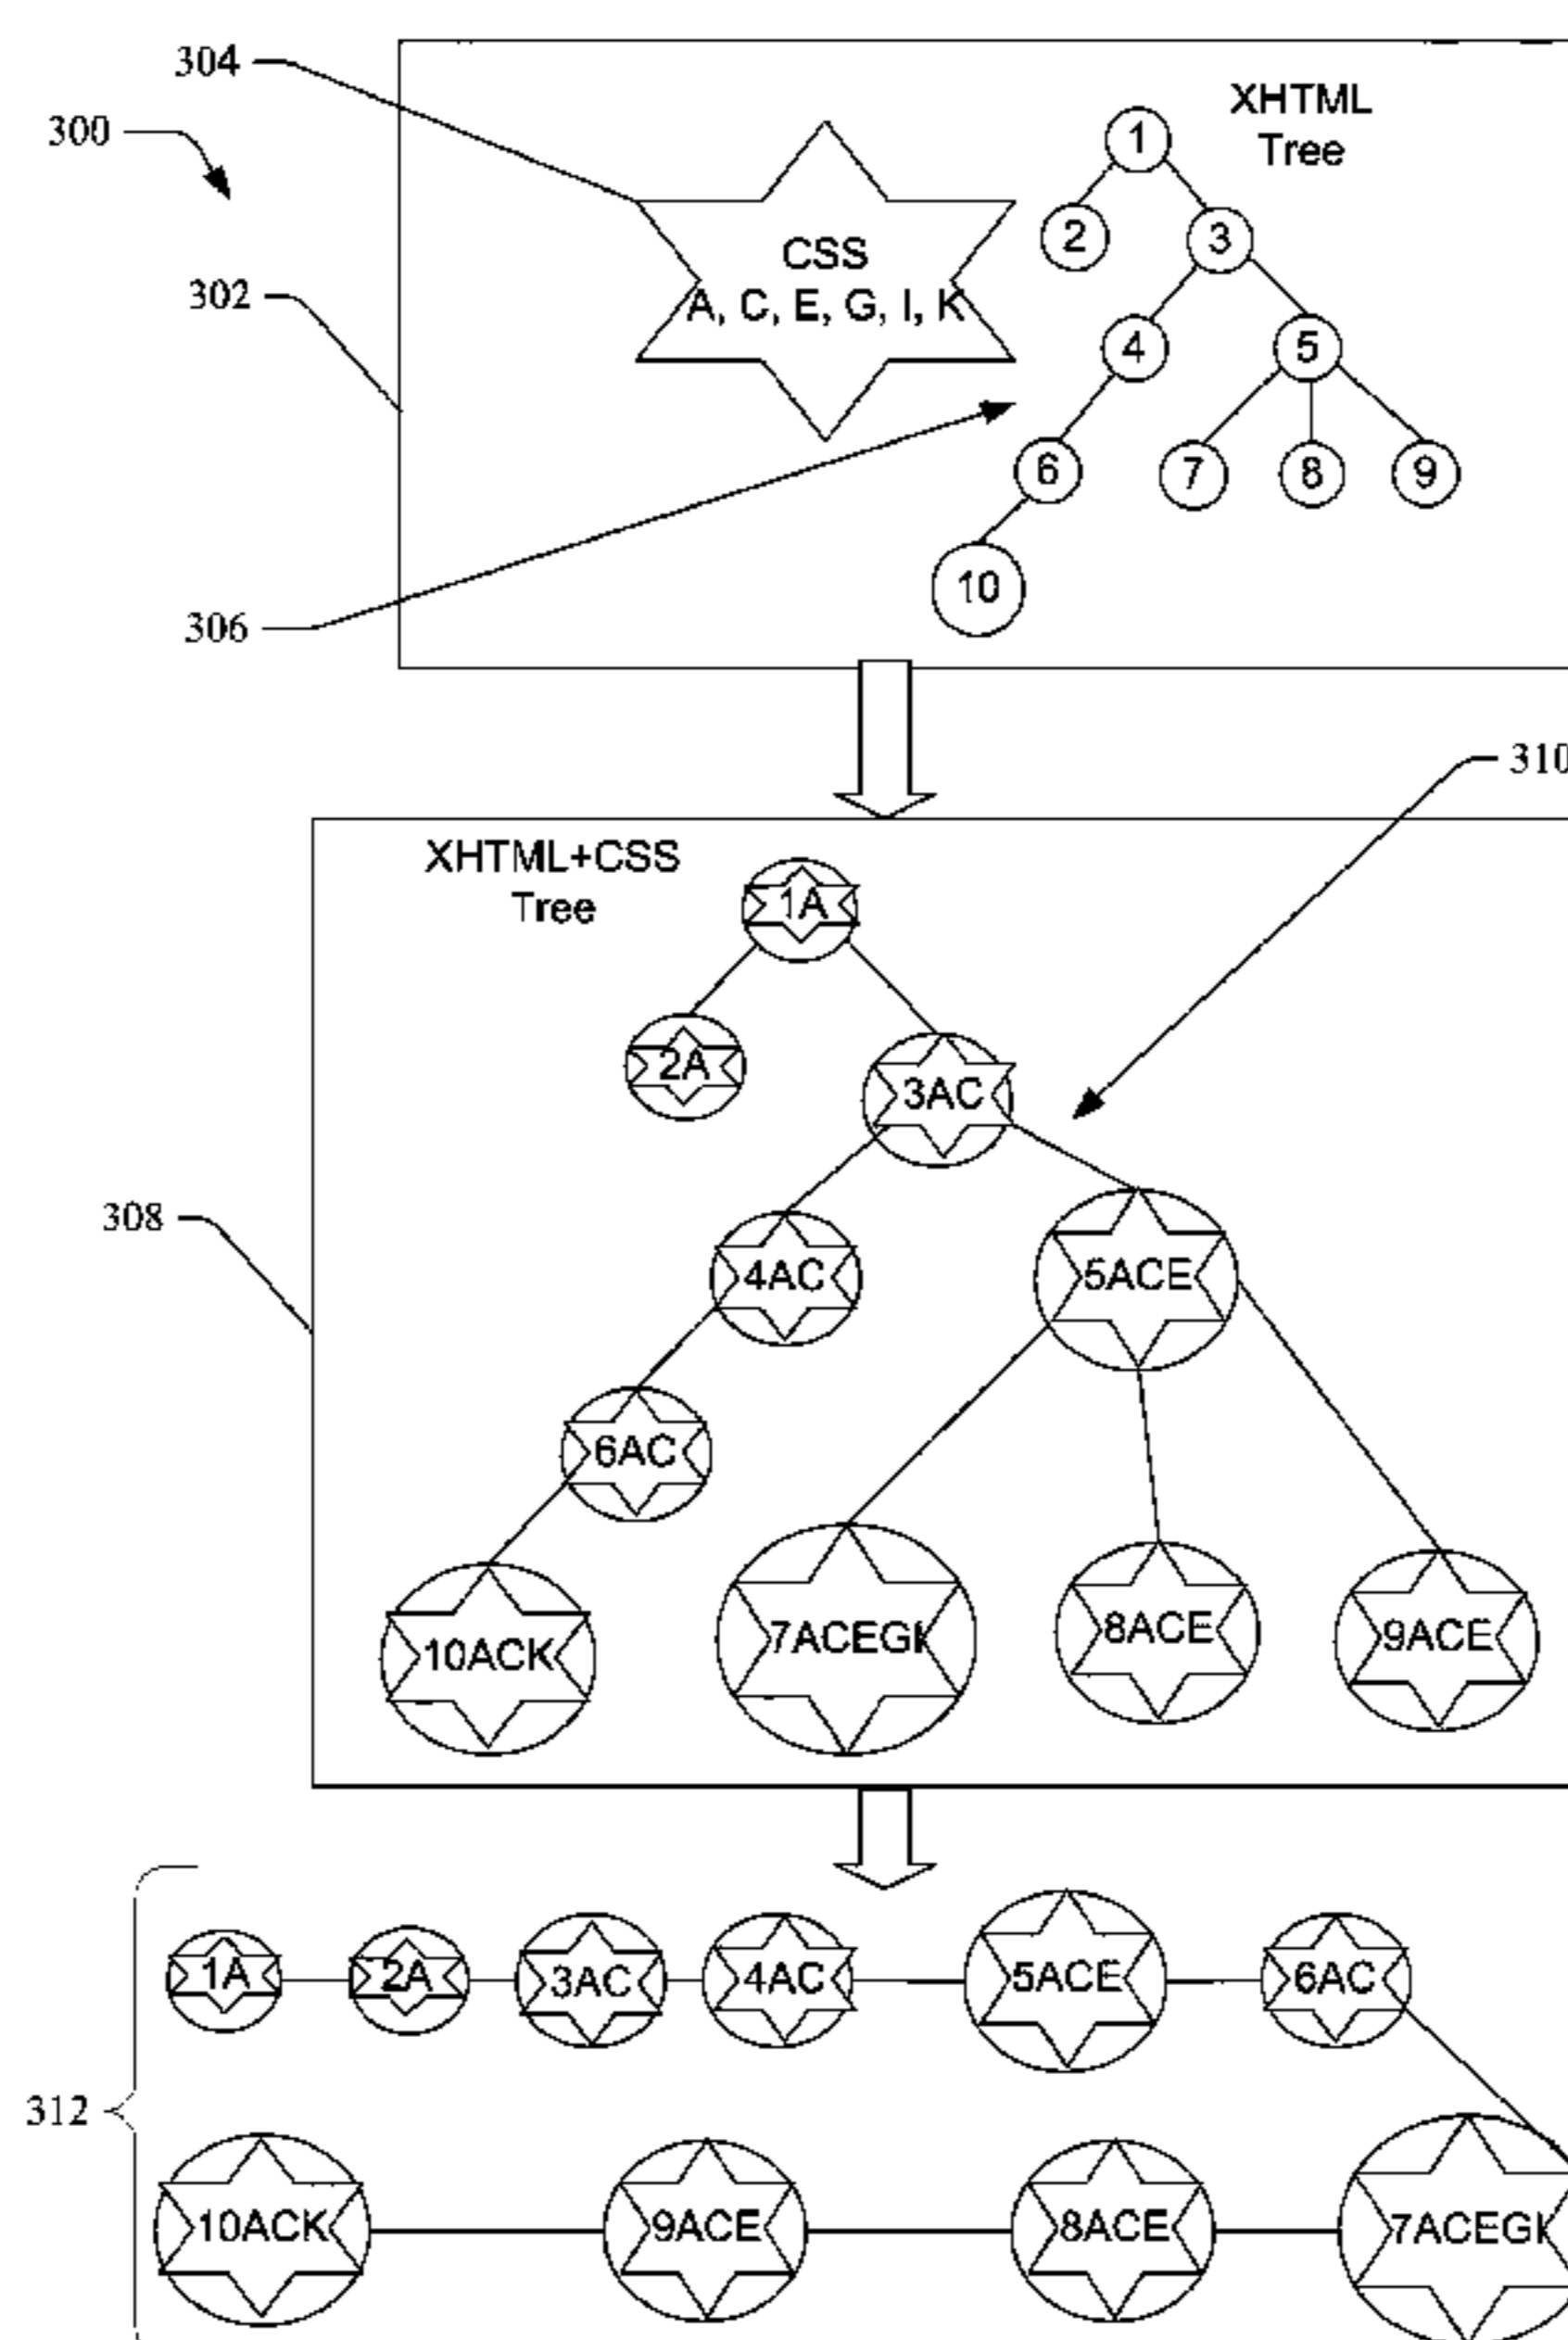 304
300
XHTML
Tree
1
2
3
CSS
A, C, E, G, I, K
302
4
5
6
7
8
9
10
306
310
XHTML+CSS
Tree
1A
2A
3AC
308
4AC
5ACE
6AC
10ACK
7ACEGI
8ACE
9ACE
1A
2A
3AC
4AC
5ACE
6AC
312
10ACK
9ACE
8ACE
7ACEGI